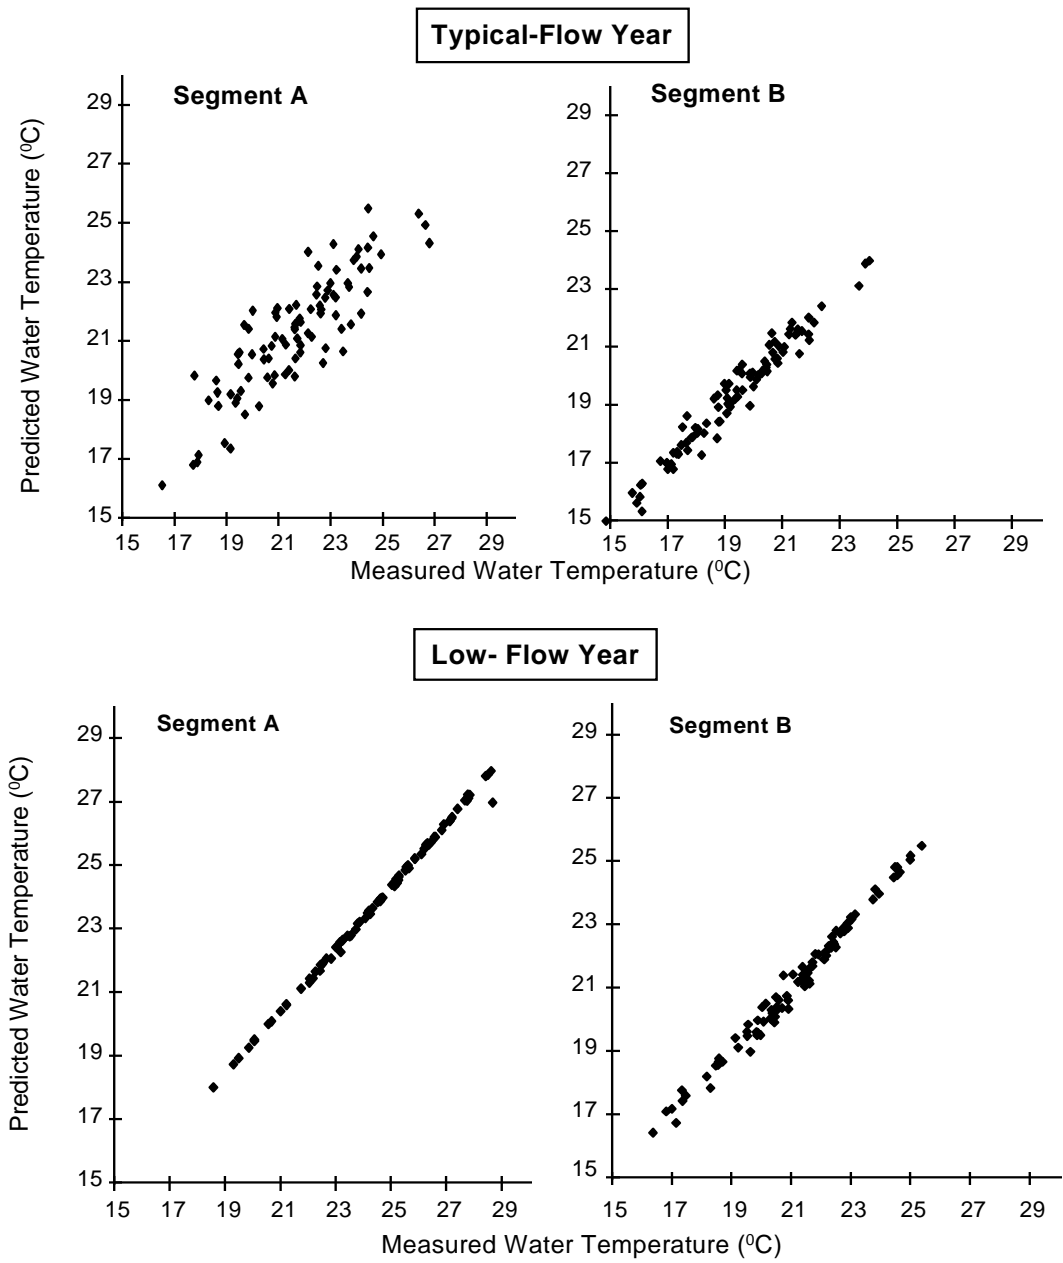 Typical-Flow Year
Segment A
Segment B
Predicted Water Temperature (⁰C)
29
27
25
23
21
19
17
15
15 17 19 21 23 25 27 29
29
27
25
23
21
19
17
15
15 17 19 21 23 25 27 29
Measured Water Temperature (⁰C)
Low- Flow Year
Segment A
Segment B
Predicted Water Temperature (⁰C)
29
27
25
23
21
19
17
15
15 17 19 21 23 25 27 29
29
27
25
23
21
19
17
15
15 17 19 21 23 25 27 29
Measured Water Temperature (⁰C)